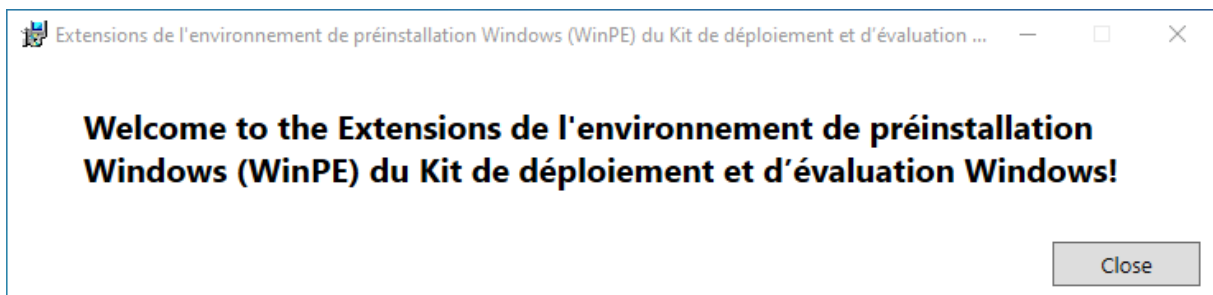 Extensions de l'environnement de préinstallation Windows (WinPE) du Kit de déploiement et d'évaluation ...
Welcome to the Extensions de l'environnement de préinstallation
Windows (WinPE) du Kit de déploiement et d’évaluation Windows!
Close